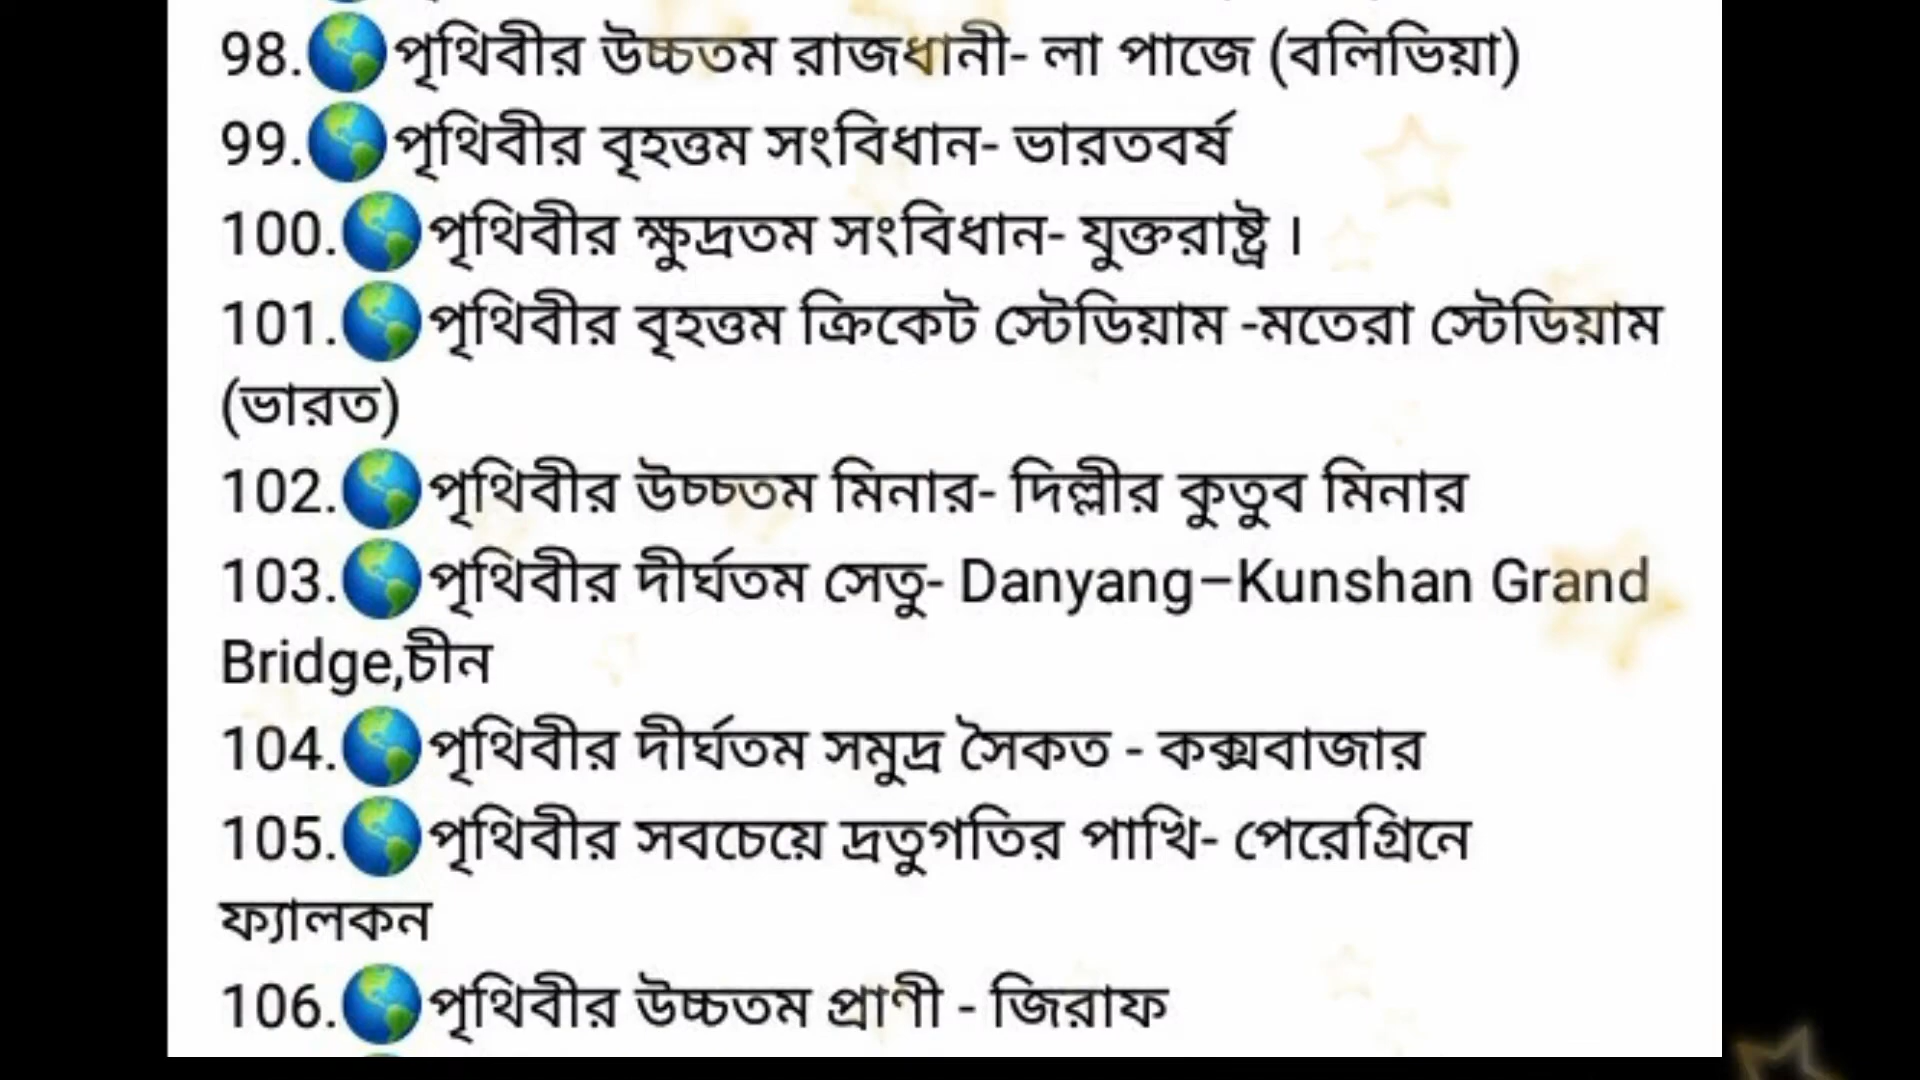 98.🌎পৃথিবীর উচ্চতম রাজধানী- লা পাজে (বলিভিয়া)
99.🌎পৃথিবীর বৃহত্তম সংবিধান- ভারতবর্ষ
100.🌎পৃথিবীর ক্ষুদ্রতম সংবিধান- যুক্তরাষ্ট্র ।
101.🌎পৃথিবীর বৃহত্তম ক্রিকেট স্টেডিয়াম -মতেরা স্টেডিয়াম
(ভারত)
102.🌎পৃথিবীর উচ্চতম মিনার- দিল্লীর কুতুব মিনার
103.🌎পৃথিবীর দীর্ঘতম সেতু- Danyang–Kunshan Grand
Bridge,চীন
104.🌎পৃথিবীর দীর্ঘতম সমুদ্র সৈকত - কক্সবাজার
105.🌎পৃথিবীর সবচেয়ে দ্রতুগতির পাখি- পেরেগ্রিনে
ফ্যালকন
106.🌎পৃথিবীর উচ্চতম প্রাণী - জিরাফ